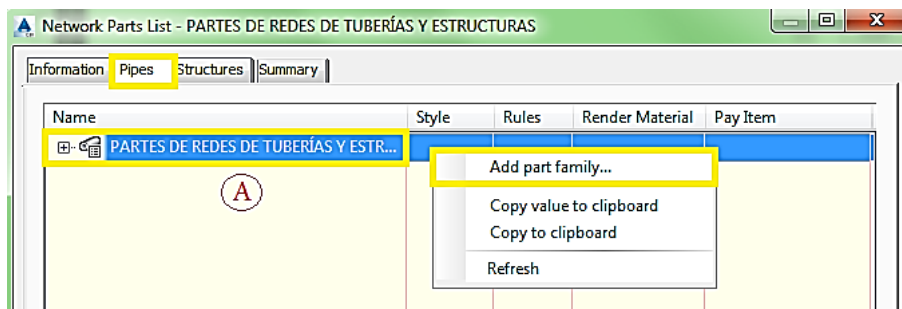 Network Parts List - PARTES DE REDES DE TUBERÍAS Y ESTRUCTURAS
Information Pipes Structures Summary
Name Style Rules Render Material Pay Item
PARTES DE REDES DE TUBERÍAS Y ESTR...
Add part family...
A
Copy value to clipboard
Copy to clipboard
Refresh